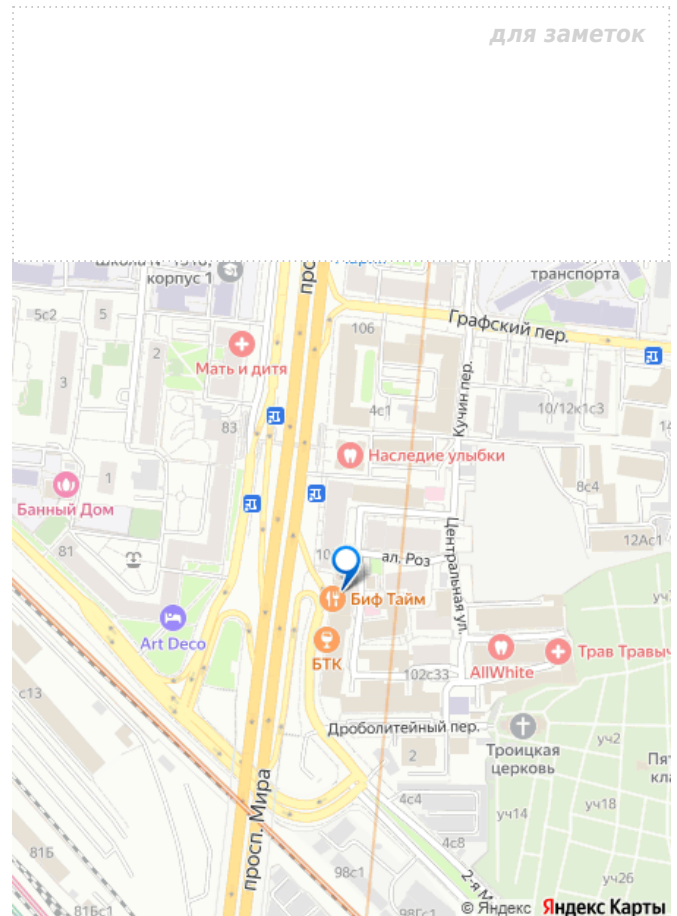 для заметок
корпус 1
транспорта
просп
5с2
5
106
Графский пер.
2
Мать и дитя
3
4с1
Кучин пер.
10/12к1с3
83
Наследие улыбки
1
8с4
Банный Дом
81
12Ас1
ал. Роз
Центральная ул.
Биф Тайм
Art Deco
БТК
AllWhite
Трав Травыч
102с33
с13
Дроболитейный пер.
2
Троицкая
церковь
уч2
просп. Мира
4с4
уч14
уч18
81Б
4с8
98с1
уч26
81Бс1
© Яндекс Яндекс Карты